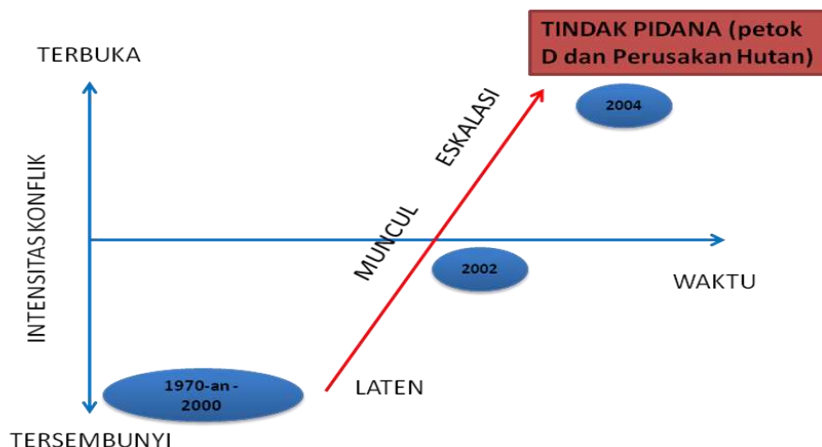 TINDAK PIDANA (petok
D dan Perusakan Hutan)
TERBUKA
2004
ESKALASI
INTENSITAS KONFLIK
MUNCUL
2002
WAKTU
1970-an -
2000
LATEN
TERSEMBUNYI